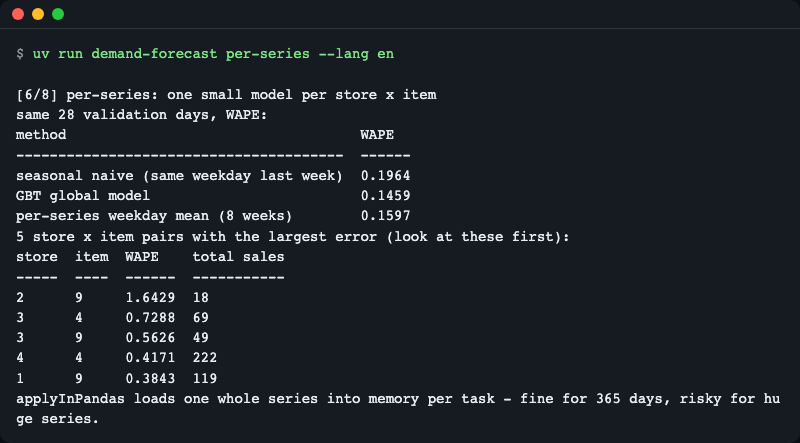 $ uv run demand-forecast per-series --lang en
[6/8] per-series: one small model per store x item
same 28 validation days, WAPE:
method                                   WAPE
---------------------------------------  ------
seasonal naive (same weekday last week)  0.1964
GBT global model                         0.1459
per-series weekday mean (8 weeks)        0.1597
5 store x item pairs with the largest error (look at these first):
store  item  WAPE    total sales
-----  ----  ------  -----------
2      9     1.6429  18
3      4     0.7288  69
3      9     0.5626  49
4      4     0.4171  222
1      9     0.3843  119
applyInPandas loads one whole series into memory per task - fine for 365 days, risky for hu
ge series.